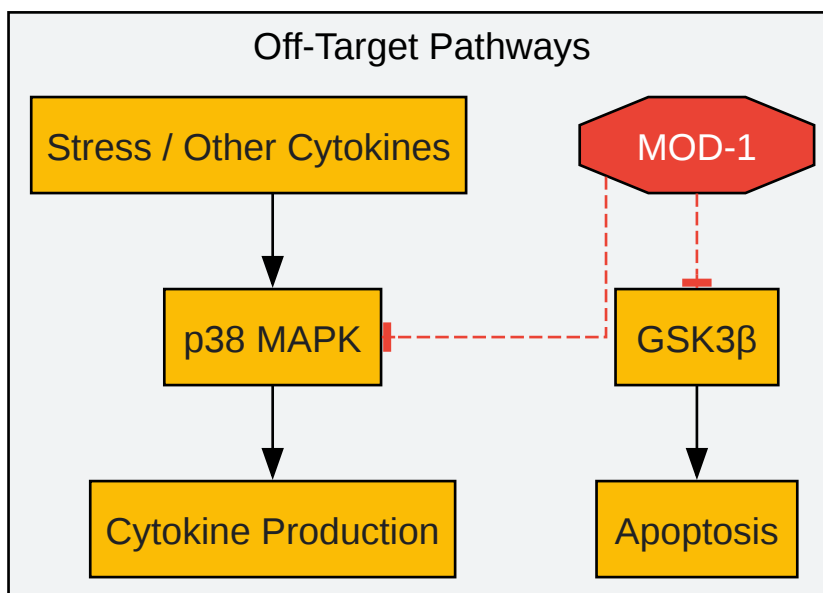 Off-Target Pathways
Stress / Other Cytokines
MOD-1
p38 MAPK
GSK3β
Cytokine Production
Apoptosis